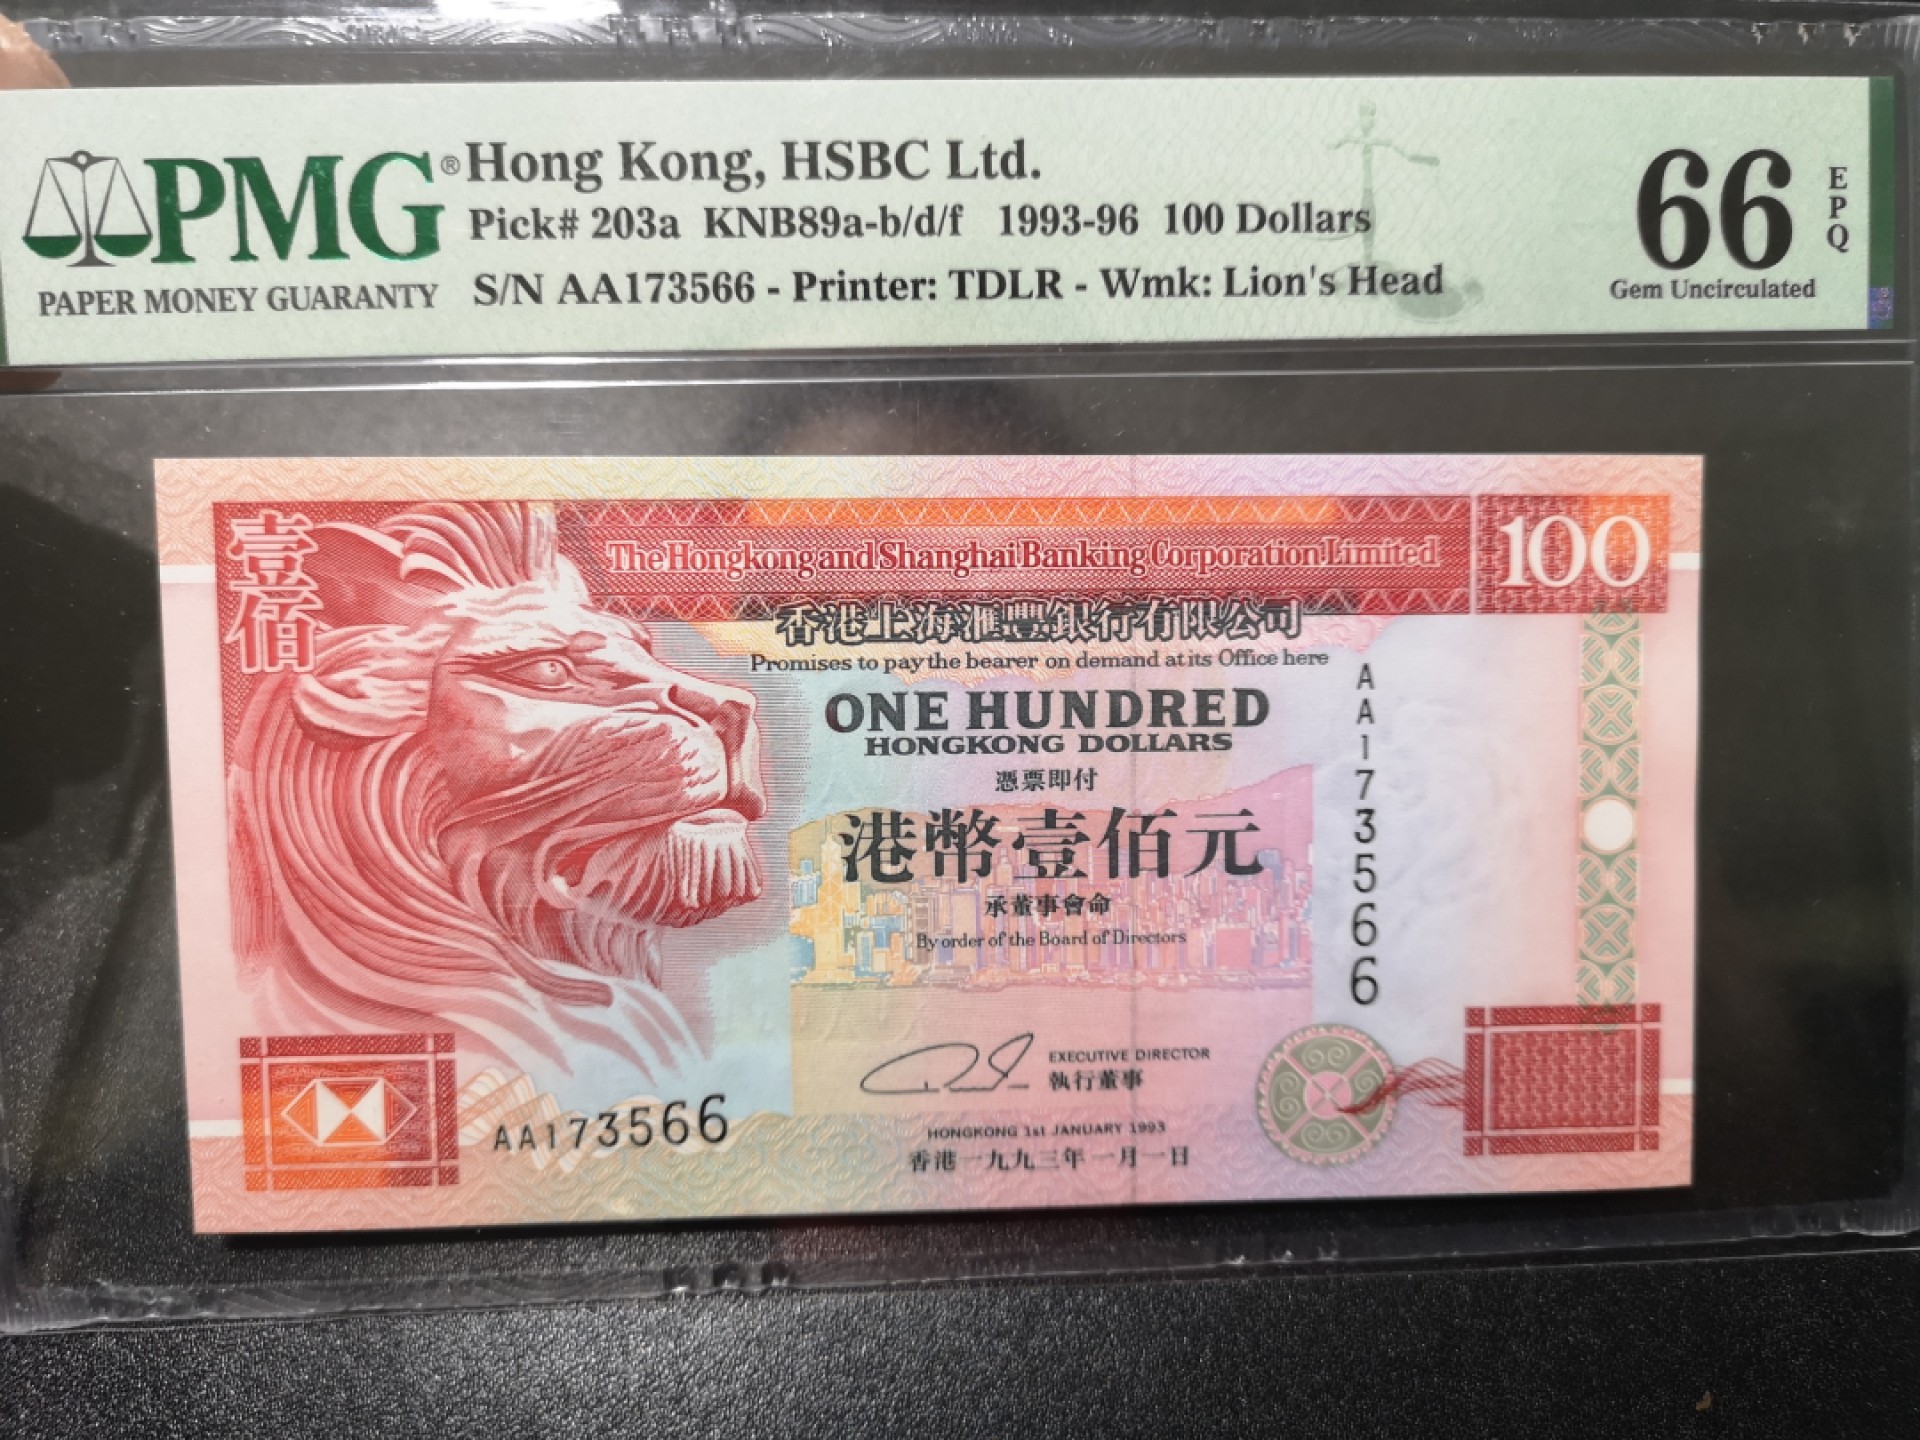 PMG®
PAPER MONEY GUARANTY
Hong Kong, HSBC Ltd.
Pick# 203a KNB89a-b/d/f 1993-96 100 Dollars
S/N AA173566 - Printer: TDLR - Wmk: Lion's Head
66
EPQ
Gem Uncirculated
壹佰
The Hongkong and Shanghai Banking Corporation Limited
100
香港上海滙豐銀行有限公司
Promises to pay the bearer on demand at its Office here
ONE HUNDRED
HONGKONG DOLLARS
憑票即付
港幣壹佰元
承董事會命
By order of the Board of Directors
AA173566
EXECUTIVE DIRECTOR
執行董事
AA173566
HONGKONG 1st JANUARY 1993
香港一九九三年一月一日